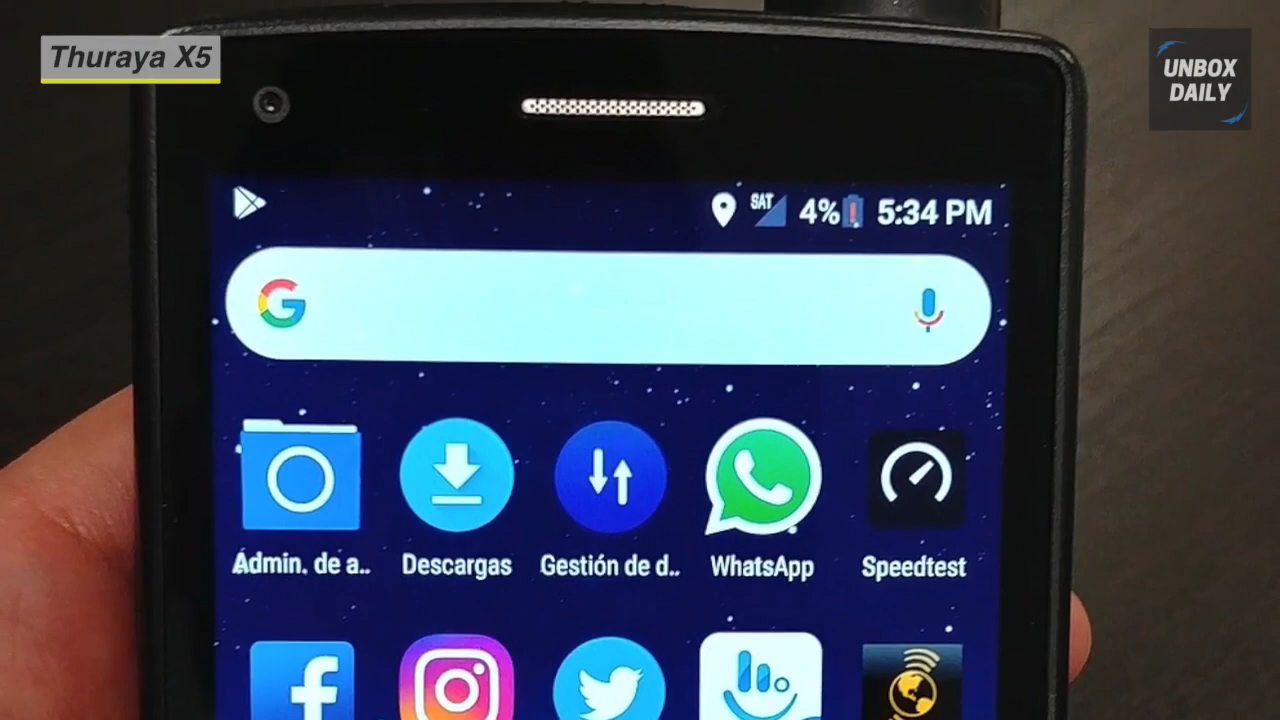 Thuraya X5
UNBOX
DAILY
SAT 4% 5:34 PM
G
Admin. de a.. Descargas Gestión de d.. WhatsApp Speedtest